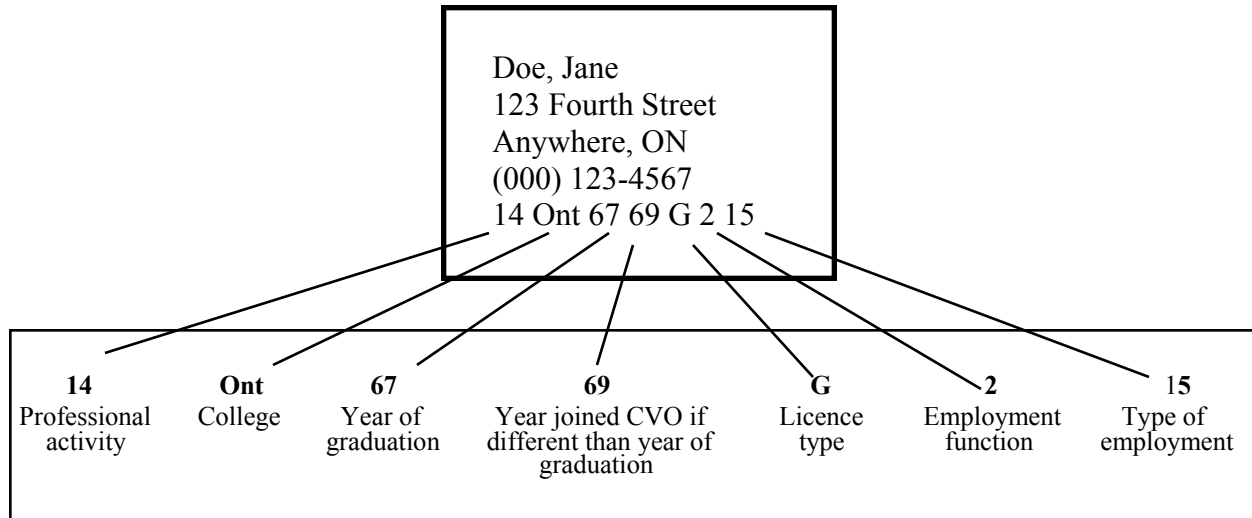 Doe, Jane
123 Fourth Street
Anywhere, ON
(000) 123-4567
14 Ont 67 69 G 2 15
14
Professional
activity
Ont
College
67
Year of
graduation
69
Year joined CVO if
different than year of
graduation
G
Licence
type
2
Employment
function
15
Type of
employment